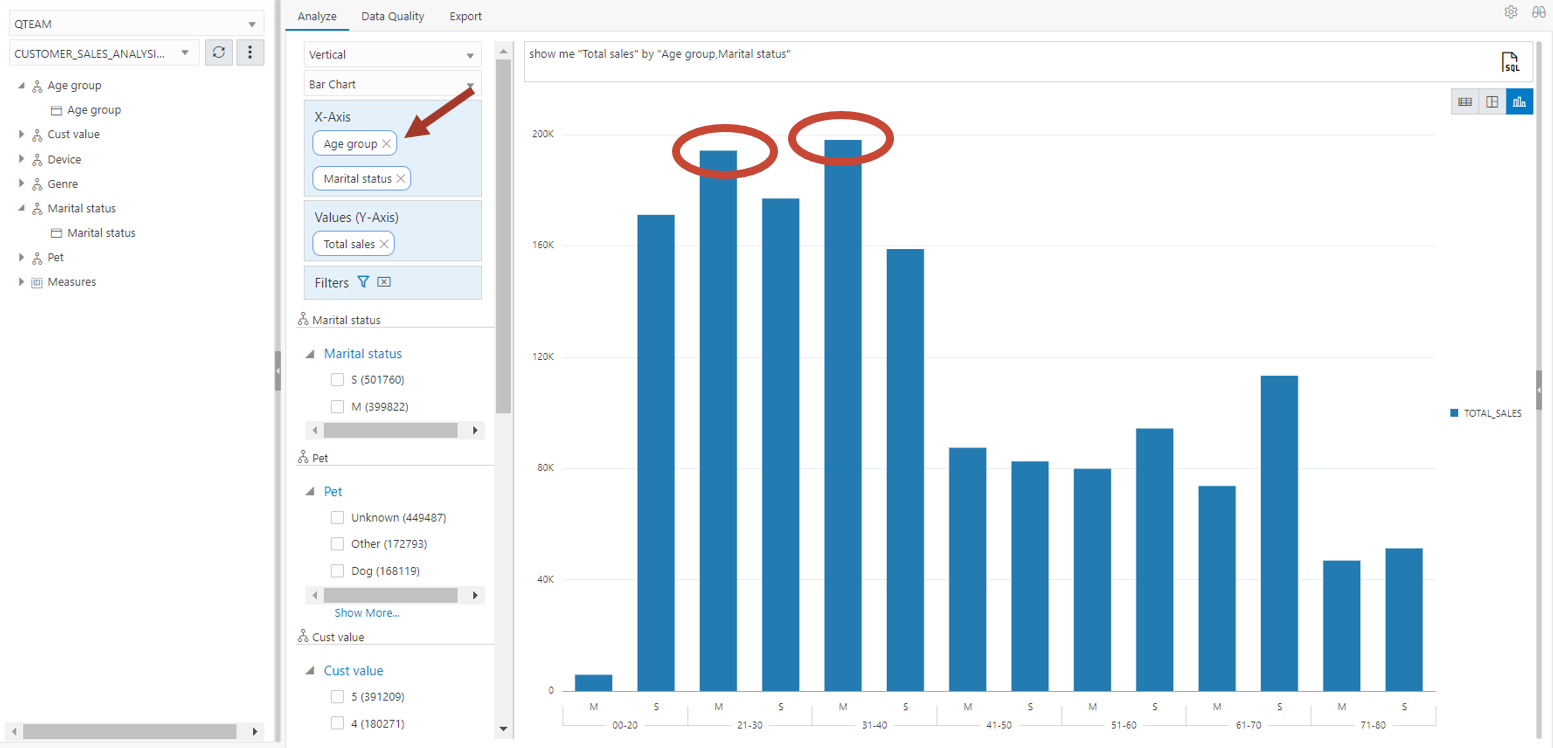 QTEAM
CUSTOMER_SALES_ANALYSI...
Age group
Age group
Cust value
Device
Genre
Marital status
Marital status
Pet
Measures
Analyze Data Quality Export
Vertical
Bar Chart
X-Axis
Age group
Marital status
Values (Y-Axis)
Total sales
Filters
Marital status
Marital status
S (501760)
M (399822)
Pet
Pet
Unknown (449487)
Other (172793)
Dog (168119)
Show More...
Cust value
Cust value
5 (391209)
4 (180271)
show me "Total sales" by "Age group,Marital status"
SQL
200K
160K
120K
80K
40K
0
M S M S M S M S M S M S M S
00-20 21-30 31-40 41-50 51-60 61-70 71-80
TOTAL_SALES